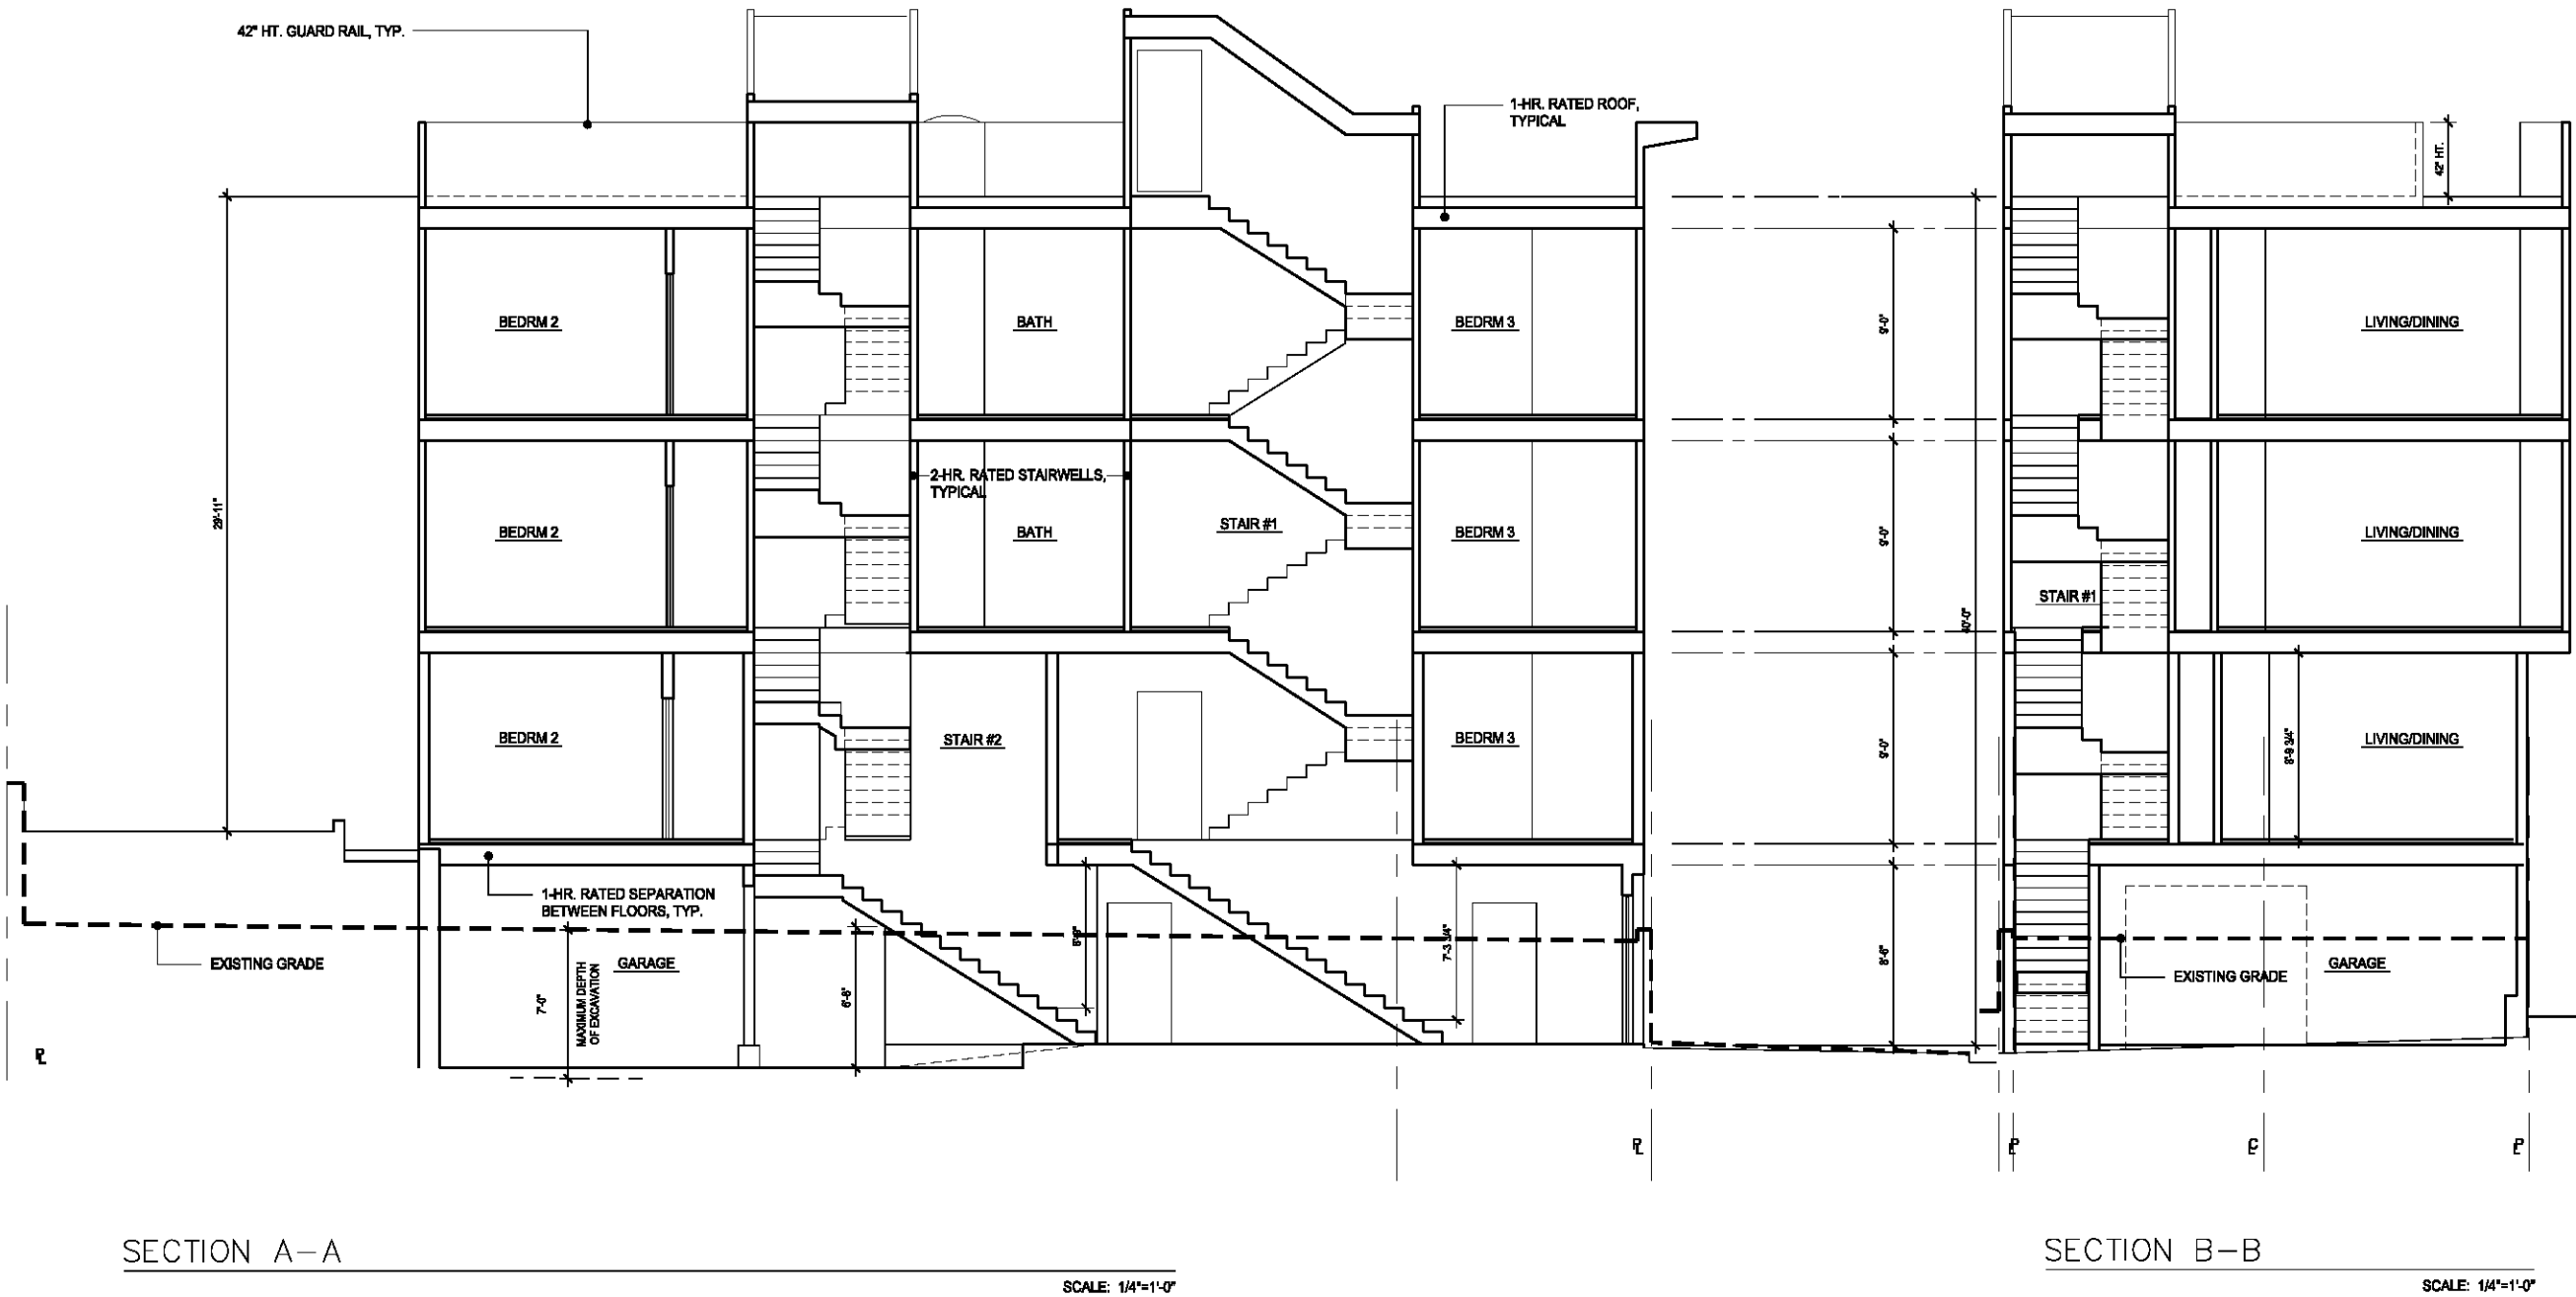 42" HT. GUARD RAIL, TYP.
1-HR. RATED ROOF,
TYPICAL
42" HT.
BEDRM 2
BATH
BEDRM 3
9'-0"
LIVING/DINING
29'-11"
2-HR. RATED STAIRWELLS,
TYPICAL
BEDRM 2
BATH
STAIR #1
BEDRM 3
9'-0"
LIVING/DINING
STAIR #1
40'-0"
BEDRM 2
STAIR #2
BEDRM 3
9'-0"
8'-9 3/4"
LIVING/DINING
1-HR. RATED SEPARATION
BETWEEN FLOORS, TYP.
EXISTING GRADE
GARAGE
7'-0"
MAXIMUM DEPTH
OF EXCAVATION
6'-8"
7'-3 3/4"
8'-6"
EXISTING GRADE
GARAGE
PL
PL
PL
CL
PL
SECTION A-A
SCALE: 1/4"=1'-0"
SECTION B-B
SCALE: 1/4"=1'-0"